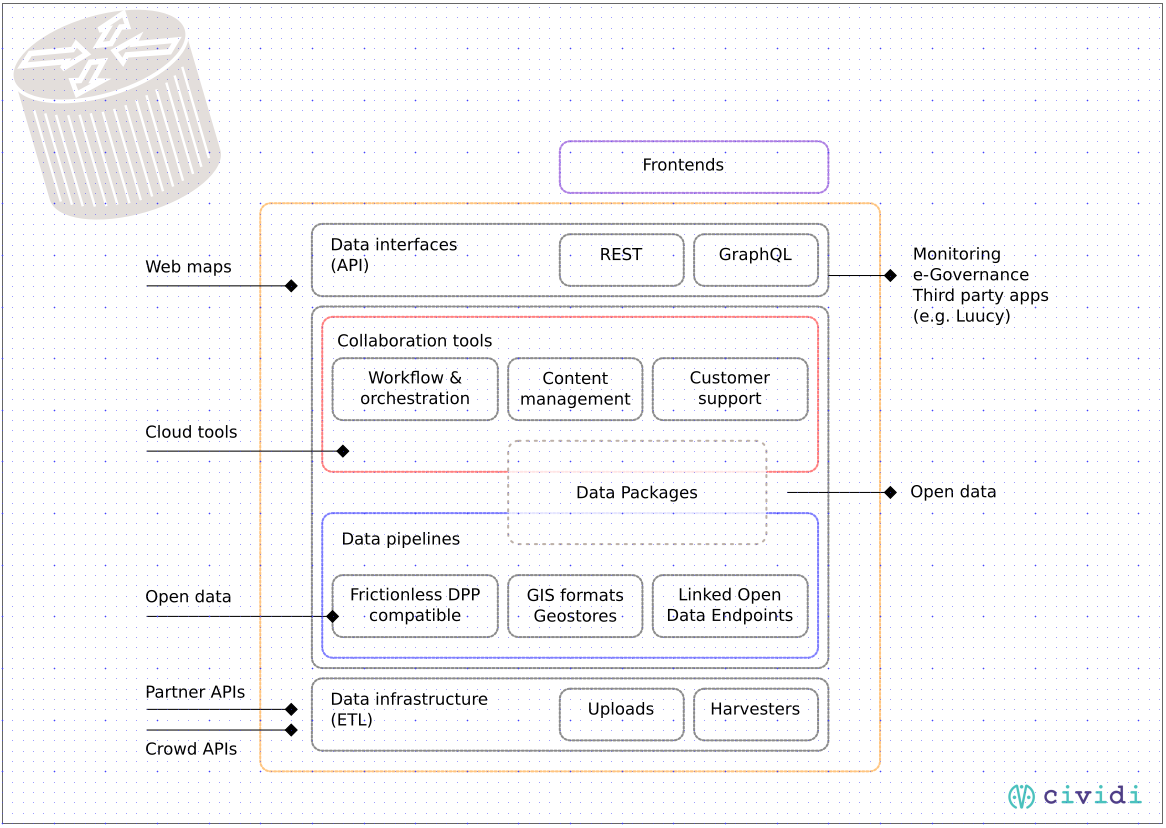 Frontends
Data interfaces
(API)
REST
GraphQL
Web maps
Monitoring
e-Governance
Third party apps
(e.g. Luucy)
Collaboration tools
Workflow &
orchestration
Content
management
Customer
support
Cloud tools
Data Packages
Open data
Data pipelines
Open data
Frictionless DPP
compatible
GIS formats
Geostores
Linked Open
Data Endpoints
Partner APIs
Crowd APIs
Data infrastructure
(ETL)
Uploads
Harvesters
cividi